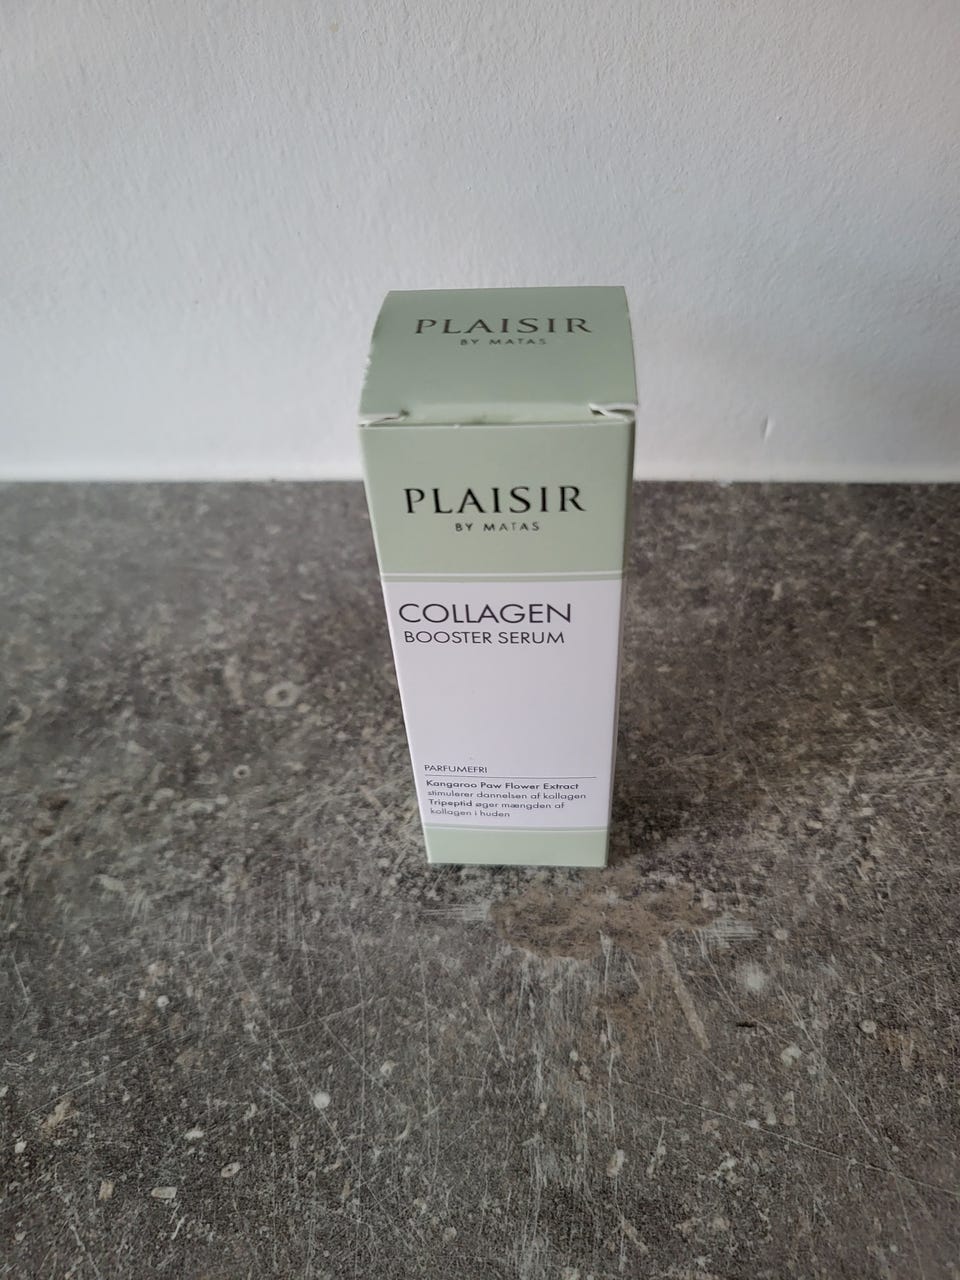 PLAISIR
BY MATAS
PLAISIR
BY MATAS
COLLAGEN
BOOSTER SERUM
PARFUMEFRI
Kangaroo Paw Flower Extract
stimulerer dannelsen af kollagen
Tripeptid øger mængden af
kollagen i huden